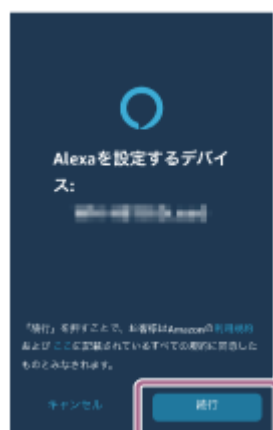 Alexaを設定するデバイ
ス:
「続行」を押すことで、お客様はAmazonの利用規約
および ここに記載されているすべての規約に同意した
ものとみなされます。
キャンセル
続行